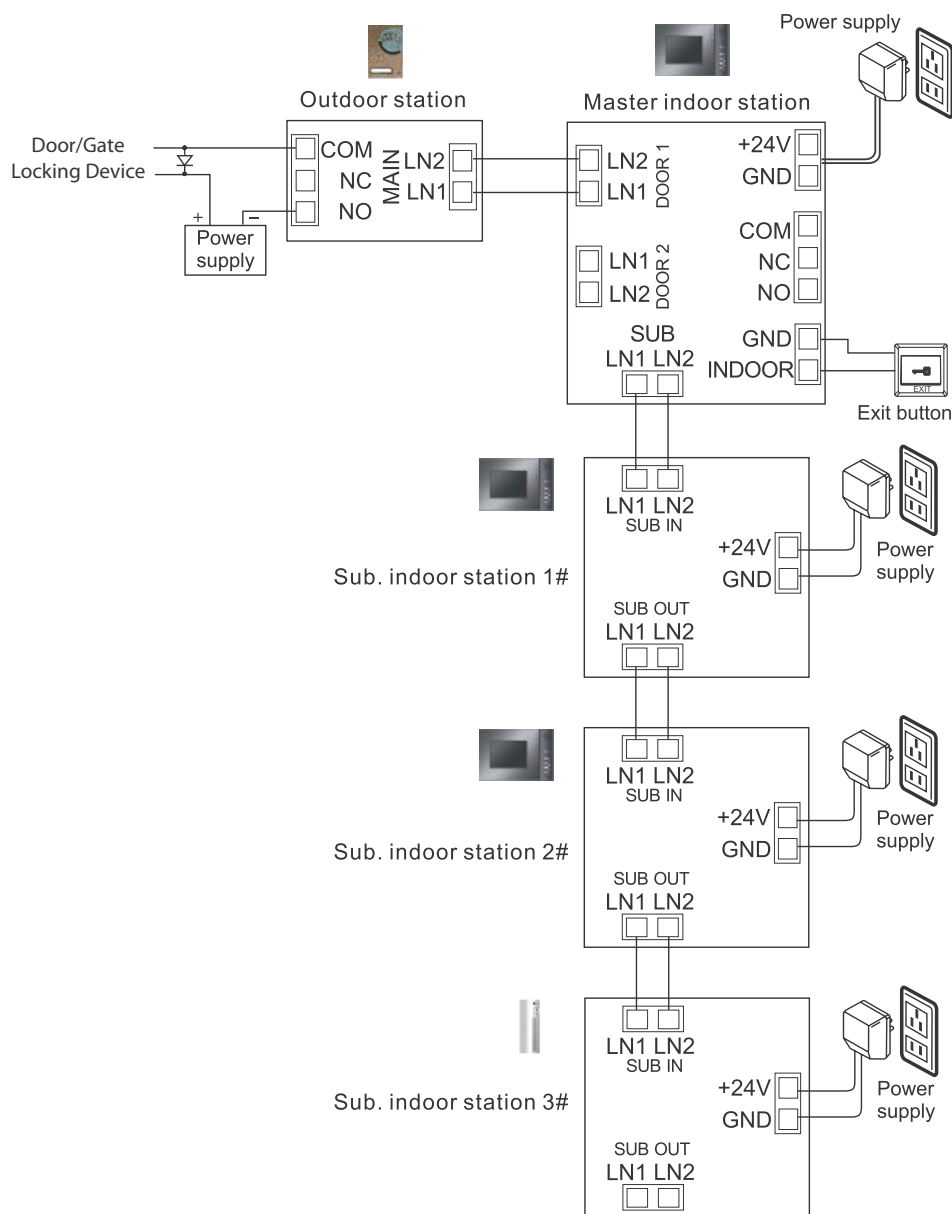 Power supply
Outdoor station
Master indoor station
Door/Gate
Locking Device
+
−
Power
supply
COM
NC
NO
MAIN
LN2
LN1
LN2
LN1
DOOR 1
LN1
LN2
DOOR 2
SUB
LN1 LN2
+24V
GND
COM
NC
NO
GND
INDOOR
EXIT
Exit button
LN1 LN2
SUB IN
+24V
GND
Power
supply
Sub. indoor station 1#
SUB OUT
LN1 LN2
LN1 LN2
SUB IN
+24V
GND
Power
supply
Sub. indoor station 2#
SUB OUT
LN1 LN2
LN1 LN2
SUB IN
+24V
GND
Power
supply
Sub. indoor station 3#
SUB OUT
LN1 LN2